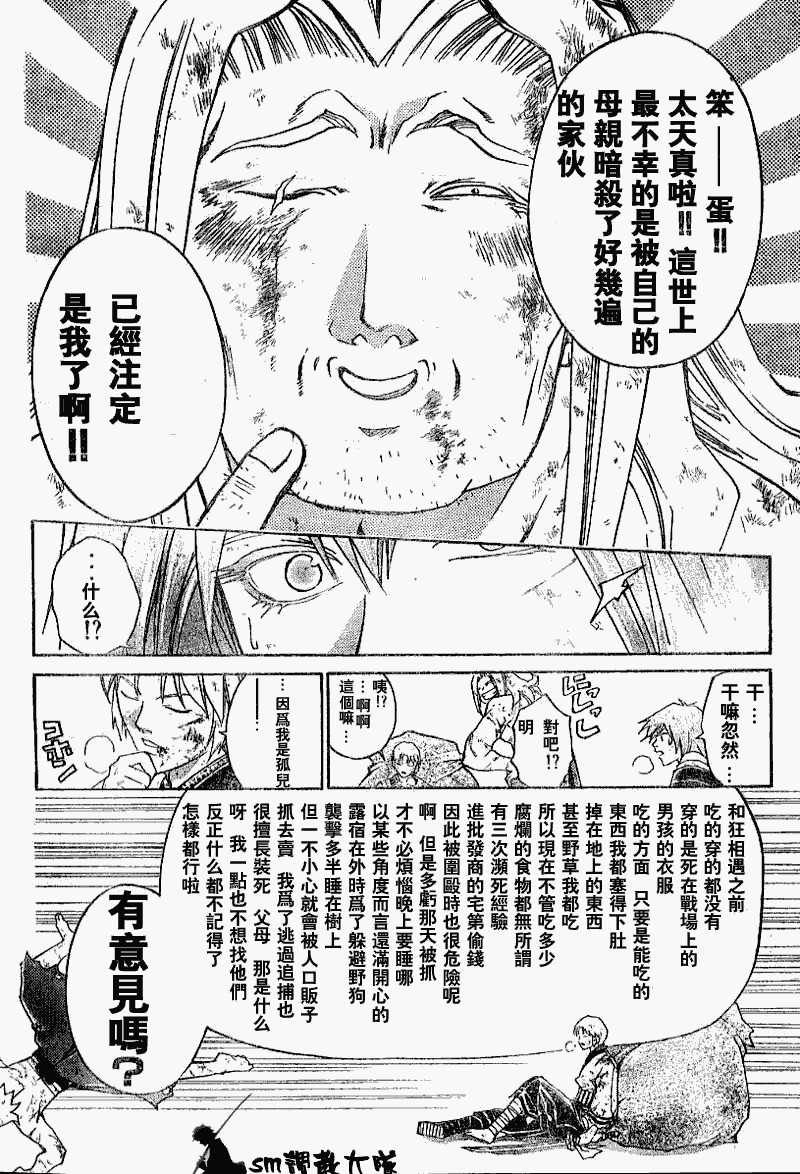 笨——蛋!!
太天真啦!!這世上
最不幸的是被自己的
母親暗殺了好幾遍
的家伙
已經注定
是我了啊!!
…什么!?
干…
干嘛忽然…
對吧!?
明
咦!?
…啊啊
這個嘛…
…因爲我是孤兒
——!
にこっにこっ
コホン
和狂相遇之前
吃的穿的都没有
穿的是死在戰場上的
男孩的衣服
吃的方面 只要是能吃的
東西我都塞得下肚
掉在地上的東西
甚至野草我都吃
所以現在不管吃多少
腐爛的食物都無所謂
有三次瀕死經驗
進批發商的宅第偷錢
因此被圍毆時也很危險呢
啊 但是多虧那天被抓
才不必煩惱晚上要睡哪
以某些角度而言還滿開心的
露宿在外時爲了躲避野狗
襲擊多半睡在樹上
但一不小心就會被人口販子
抓去賣 我爲了逃過追捕也
很擅長裝死 父母 那是什么
呀 我一點也不想找他們
反正什么都不記得了
怎樣都行啦
有意見嗎?
sm調教大隊